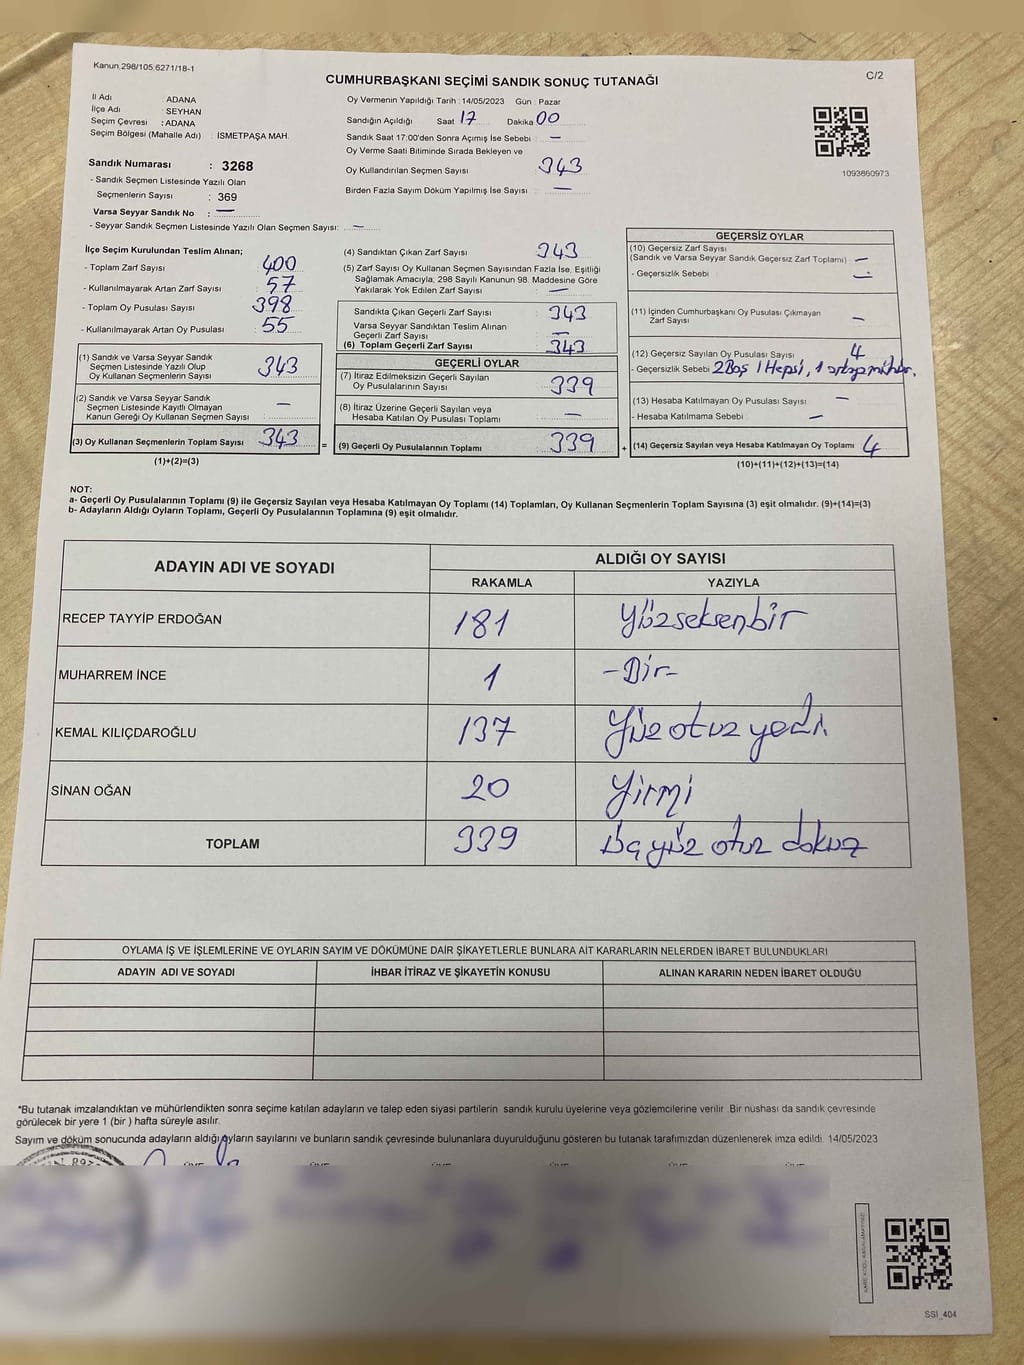 Kanun.298/105.6271/18-1
C/2
CUMHURBAŞKANI SEÇİMİ SANDIK SONUÇ TUTANAĞI
İl Adı : ADANA
İlçe Adı : SEYHAN
Seçim Çevresi : ADANA
Seçim Bölgesi (Mahalle Adı) : İSMETPAŞA MAH.
Sandık Numarası : 3268
- Sandık Seçmen Listesinde Yazılı Olan
Seçmenlerin Sayısı : 369
Varsa Seyyar Sandık No : —
- Seyyar Sandık Seçmen Listesinde Yazılı Olan Seçmen Sayısı: —
Oy Vermenin Yapıldığı Tarih : 14/05/2023 Gün : Pazar
Sandığın Açıldığı Saat 17 Dakika 00
Sandık Saat 17:00'den Sonra Açımış İse Sebebi : —
Oy Verme Saati Bitiminde Sırada Bekleyen ve
Oy Kullandırılan Seçmen Sayısı : 343
Birden Fazla Sayım Döküm Yapılmış İse Sayısı : —
1093860973
İlçe Seçim Kurulundan Teslim Alınan;
- Toplam Zarf Sayısı : 400
- Kullanılmayarak Artan Zarf Sayısı : 57
- Toplam Oy Pusulası Sayısı : 398
- Kullanılmayarak Artan Oy Pusulası : 55
(1) Sandık ve Varsa Seyyar Sandık
Seçmen Listesinde Yazılı Olup
Oy Kullanan Seçmenlerin Sayısı : 343
(2) Sandık ve Varsa Seyyar Sandık
Seçmen Listesinde Kayıtlı Olmayan
Kanun Gereği Oy Kullanan Seçmen Sayısı : —
(3) Oy Kullanan Seçmenlerin Toplam Sayısı : 343 =
(1)+(2)=(3)
(4) Sandıktan Çıkan Zarf Sayısı : 343
(5) Zarf Sayısı Oy Kullanan Seçmen Sayısından Fazla İse, Eşitliği
Sağlamak Amacıyla; 298 Sayılı Kanunun 98. Maddesine Göre
Yakılarak Yok Edilen Zarf Sayısı : —
Sandıkta Çıkan Geçerli Zarf Sayısı : 343
Varsa Seyyar Sandıktan Teslim Alınan
Geçerli Zarf Sayısı : —
(6) Toplam Geçerli Zarf Sayısı : 343
GEÇERLİ OYLAR
(7) İtiraz Edilmeksizin Geçerli Sayılan
Oy Pusulalarının Sayısı : 339
(8) İtiraz Üzerine Geçerli Sayılan veya
Hesaba Katılan Oy Pusulası Toplamı : —
(9) Geçerli Oy Pusulalarının Toplamı : 339 +
GEÇERSİZ OYLAR
(10) Geçersiz Zarf Sayısı
(Sandık ve Varsa Seyyar Sandık Geçersiz Zarf Toplamı) : —
- Geçersizlik Sebebi : —
(11) İçinden Cumhurbaşkanı Oy Pusulası Çıkmayan
Zarf Sayısı : —
(12) Geçersiz Sayılan Oy Pusulası Sayısı : 4
- Geçersizlik Sebebi 2 Boş 1 Hepsi, 1
(13) Hesaba Katılmayan Oy Pusulası Sayısı : —
- Hesaba Katılmama Sebebi : —
(14) Geçersiz Sayılan veya Hesaba Katılmayan Oy Toplamı : 4
(10)+(11)+(12)+(13)=(14)
NOT:
a- Geçerli Oy Pusulalarının Toplamı (9) ile Geçersiz Sayılan veya Hesaba Katılmayan Oy Toplamı (14) Toplamları, Oy Kullanan Seçmenlerin Toplam Sayısına (3) eşit olmalıdır. (9)+(14)=(3)
b- Adayların Aldığı Oyların Toplamı, Geçerli Oy Pusulalarının Toplamına (9) eşit olmalıdır.
ADAYIN ADI VE SOYADI
ALDIĞI OY SAYISI
RAKAMLA YAZIYLA
RECEP TAYYİP ERDOĞAN 181 Yüzseksenbir
MUHARREM İNCE 1 -Bir-
KEMAL KILIÇDAROĞLU 137 Yüz otuz yedi
SİNAN OĞAN 20 Yirmi
TOPLAM 339 Üçyüz otuz dokuz
OYLAMA İŞ VE İŞLEMLERİNE VE OYLARIN SAYIM VE DÖKÜMÜNE DAİR ŞİKAYETLERLE BUNLARA AİT KARARLARIN NELERDEN İBARET BULUNDUKLARI
ADAYIN ADI VE SOYADI İHBAR İTİRAZ VE ŞİKAYETİN KONUSU ALINAN KARARIN NEDEN İBARET OLDUĞU
*Bu tutanak imzalandıktan ve mühürlendikten sonra seçime katılan adayların ve talep eden siyasi partilerin sandık kurulu üyelerine veya gözlemcilerine verilir. Bir nüshası da sandık çevresinde
görülecek bir yere 1 (bir ) hafta süreyle asılır.
Sayım ve döküm sonucunda adayların aldığı oyların sayılarını ve bunların sandık çevresinde bulunanlara duyurulduğunu gösteren bu tutanak tarafımızdan düzenlenerek imza edildi. 14/05/2023
SSİ_404